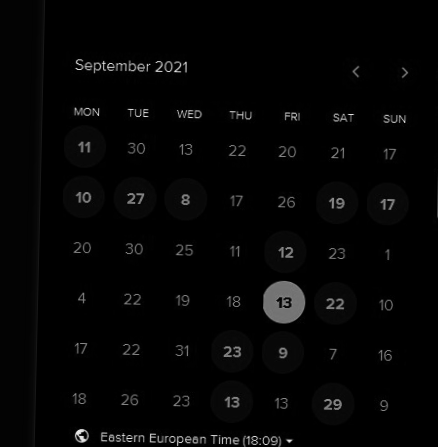 September 2021
MON TUE WED THU FRI SAT SUN
11 30 13 22 20 21 17
10 27 8 17 26 19 17
20 30 25 11 12 23 1
4 22 19 18 13 22 10
17 22 31 23 9 7 16
18 26 23 13 13 29 9
Eastern European Time (18:09)